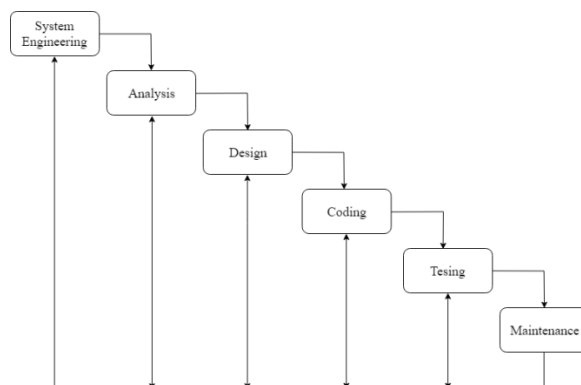 System
Engineering
Analysis
Design
Coding
Tesing
Maintenance